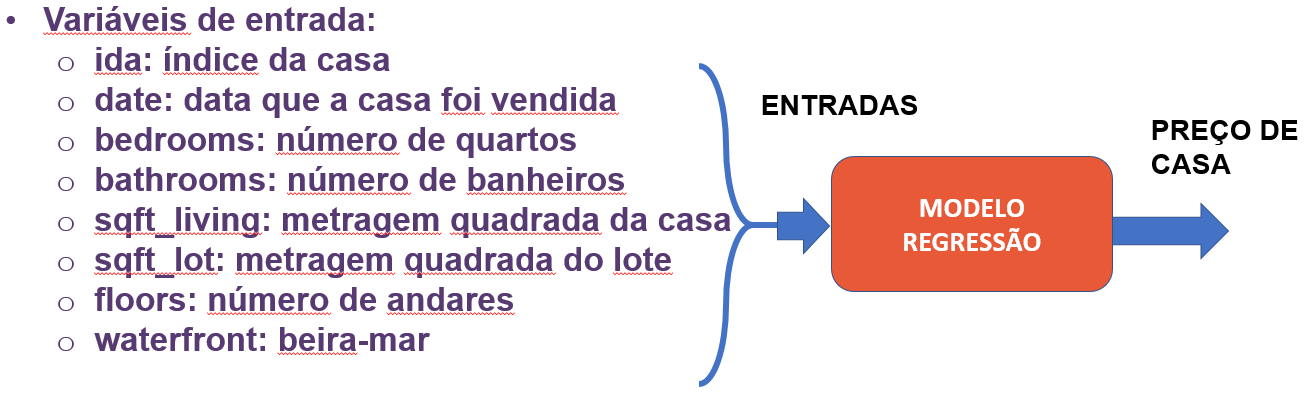 • Variáveis de entrada:
o ida: índice da casa
o date: data que a casa foi vendida
o bedrooms: número de quartos
o bathrooms: número de banheiros
o sqft_living: metragem quadrada da casa
o sqft_lot: metragem quadrada do lote
o floors: número de andares
o waterfront: beira-mar
ENTRADAS
MODELO
REGRESSÃO
PREÇO DE
CASA